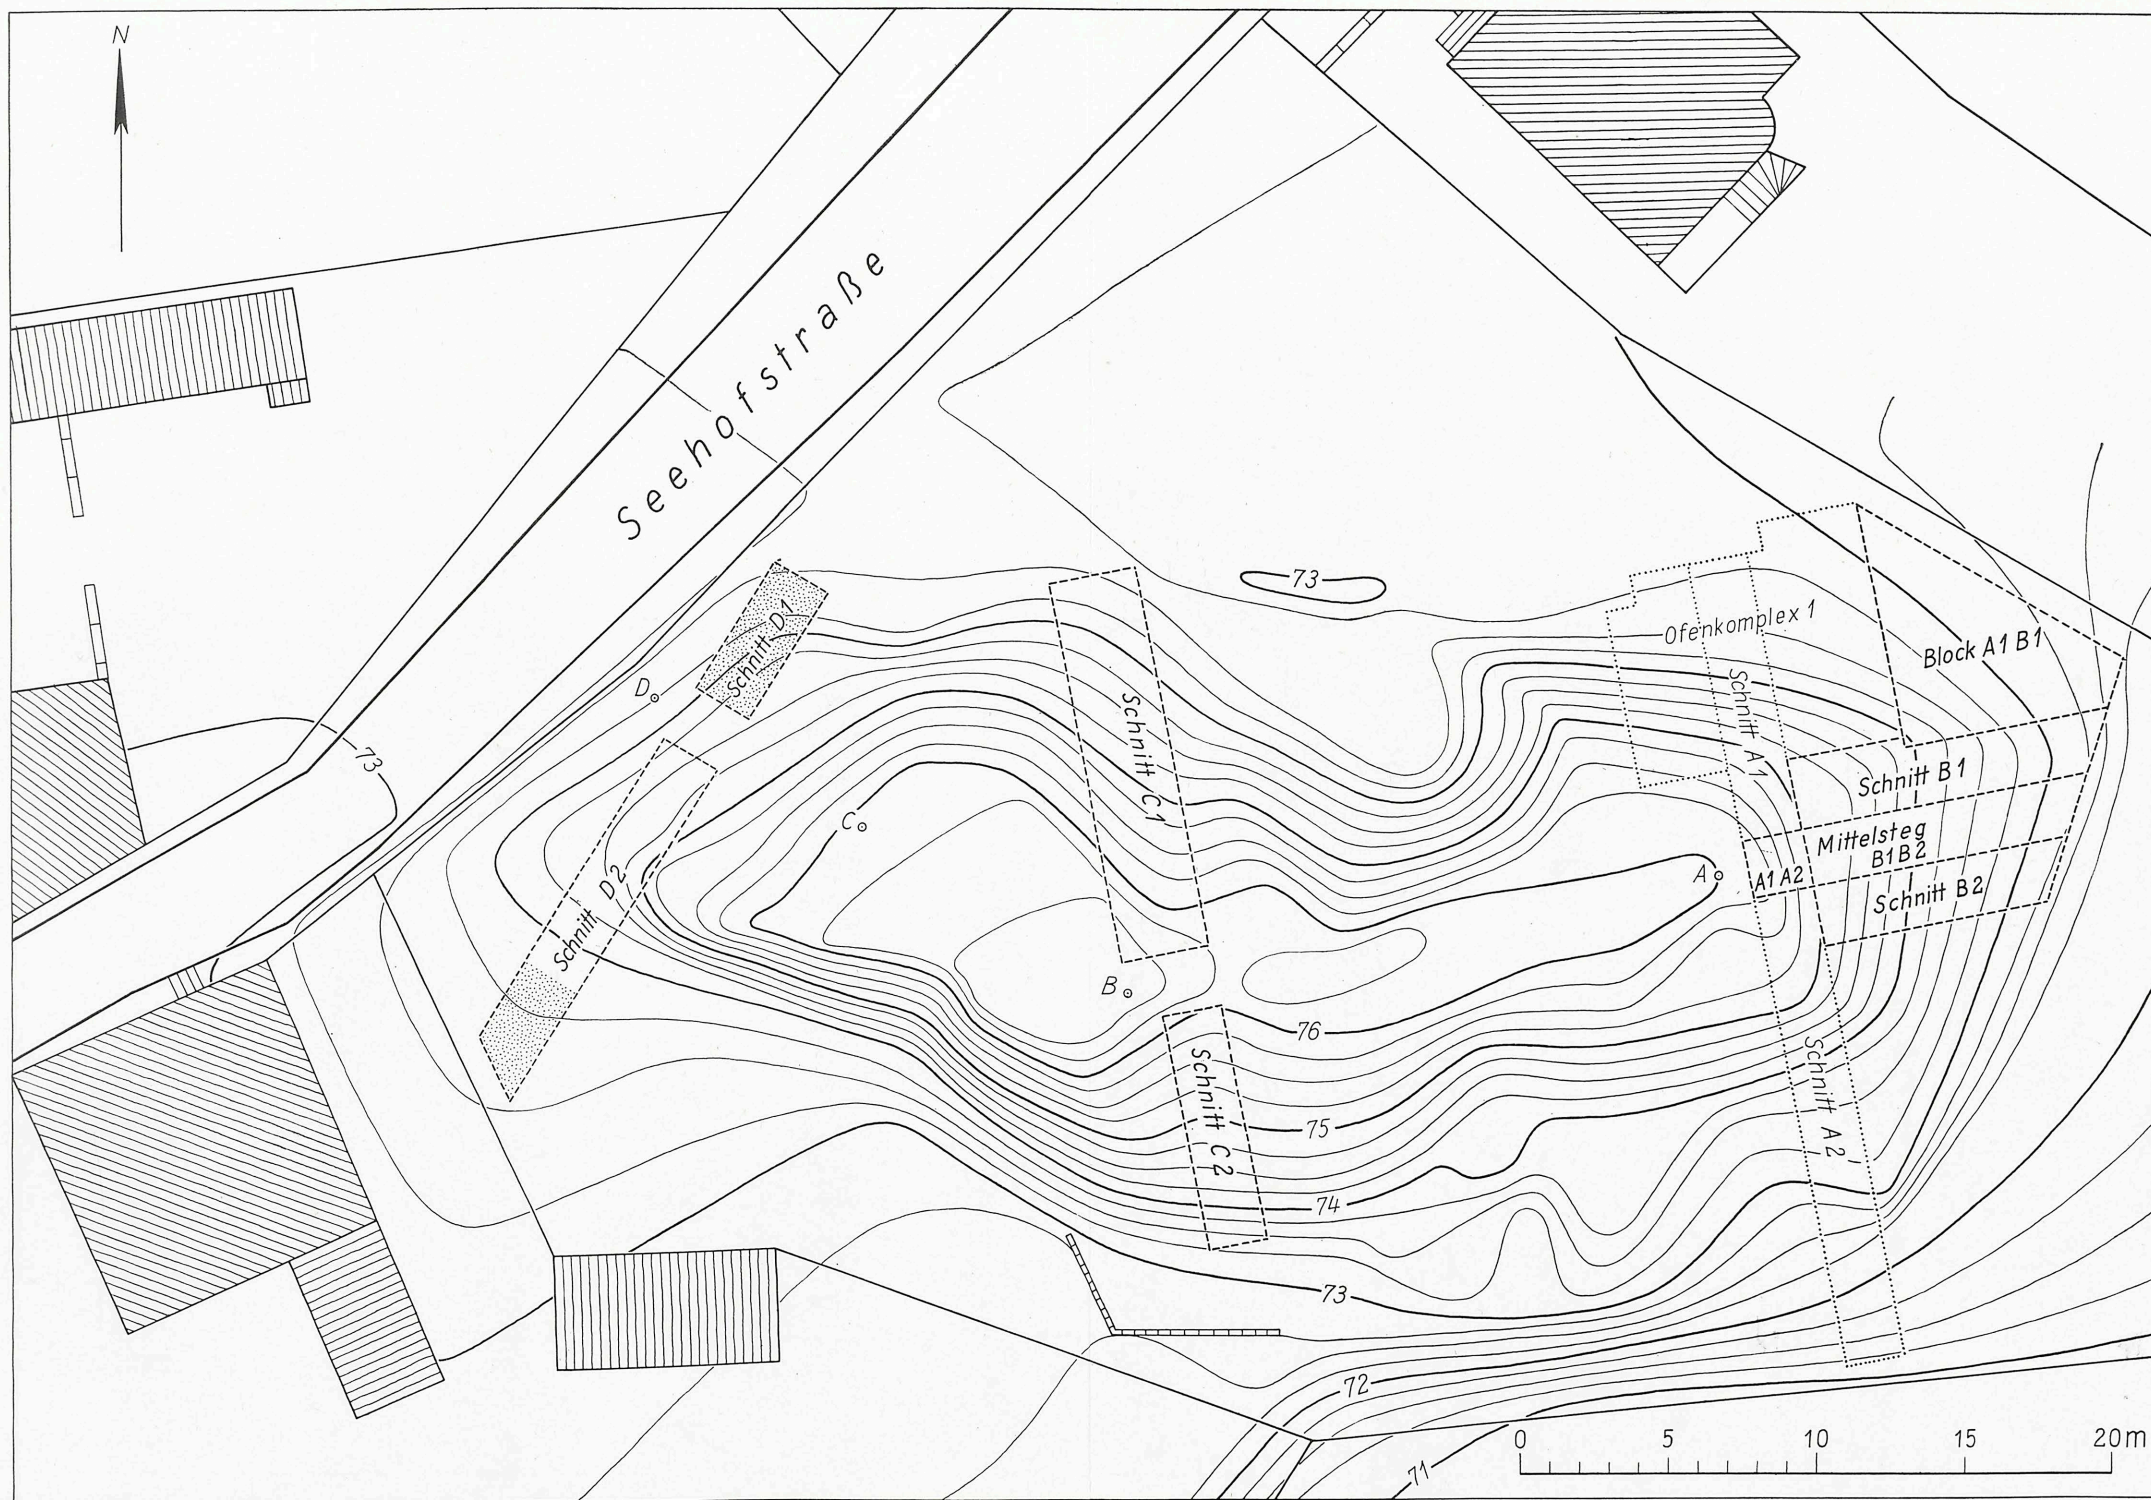 N
Seehofstraße
73
Ofenkomplex 1
Block A1 B1
Schnitt D1
D
Schnitt C1
Schnitt A1
73
Schnitt B1
C
Mittelsteg
B1B2
A
A1 A2
Schnitt B2
Schnitt D2
B
76
Schnitt C2
Schnitt A2
75
74
73
72
71
0 5 10 15 20m